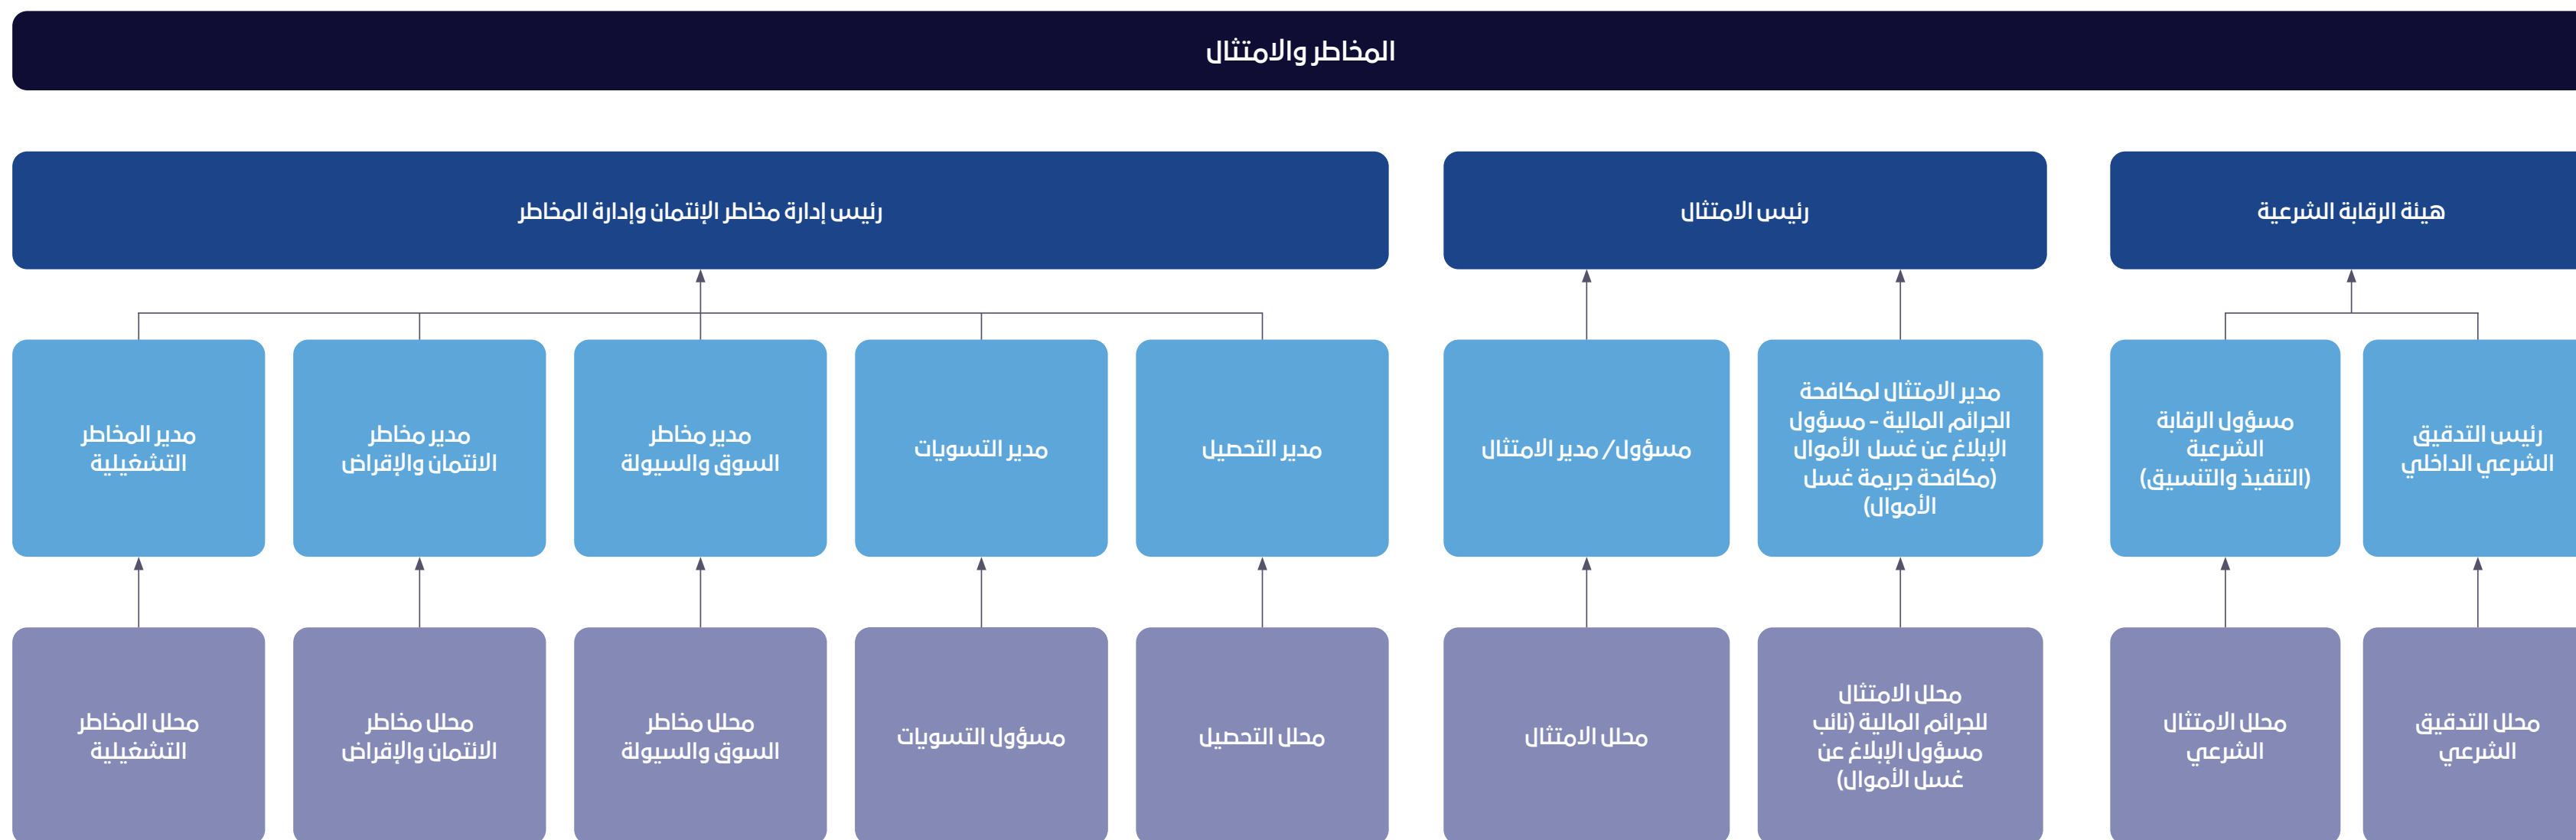 المخاطر والامتثال
هيئة الرقابة الشرعية
رئيس الامتثال
رئيس إدارة مخاطر الإئتمان وإدارة المخاطر
رئيس التدقيق
الشرعي الداخلي
مسؤول الرقابة
الشرعية
(التنفيذ والتنسيق)
مدير الامتثال لمكافحة
الجرائم المالية - مسؤول
الإبلاغ عن غسل الأموال
(مكافحة جريمة غسل
الأموال)
مسؤول/ مدير الامتثال
مدير التحصيل
مدير التسويات
مدير مخاطر
السوق والسيولة
مدير مخاطر
الائتمان والإقراض
مدير المخاطر
التشغيلية
محلل التدقيق
الشرعي
محلل الامتثال
الشرعي
محلل الامتثال
للجرائم المالية (نائب
مسؤول الإبلاغ عن
غسل الأموال)
محلل الامتثال
محلل التحصيل
مسؤول التسويات
محلل مخاطر
السوق والسيولة
محلل مخاطر
الائتمان والإقراض
محلل المخاطر
التشغيلية